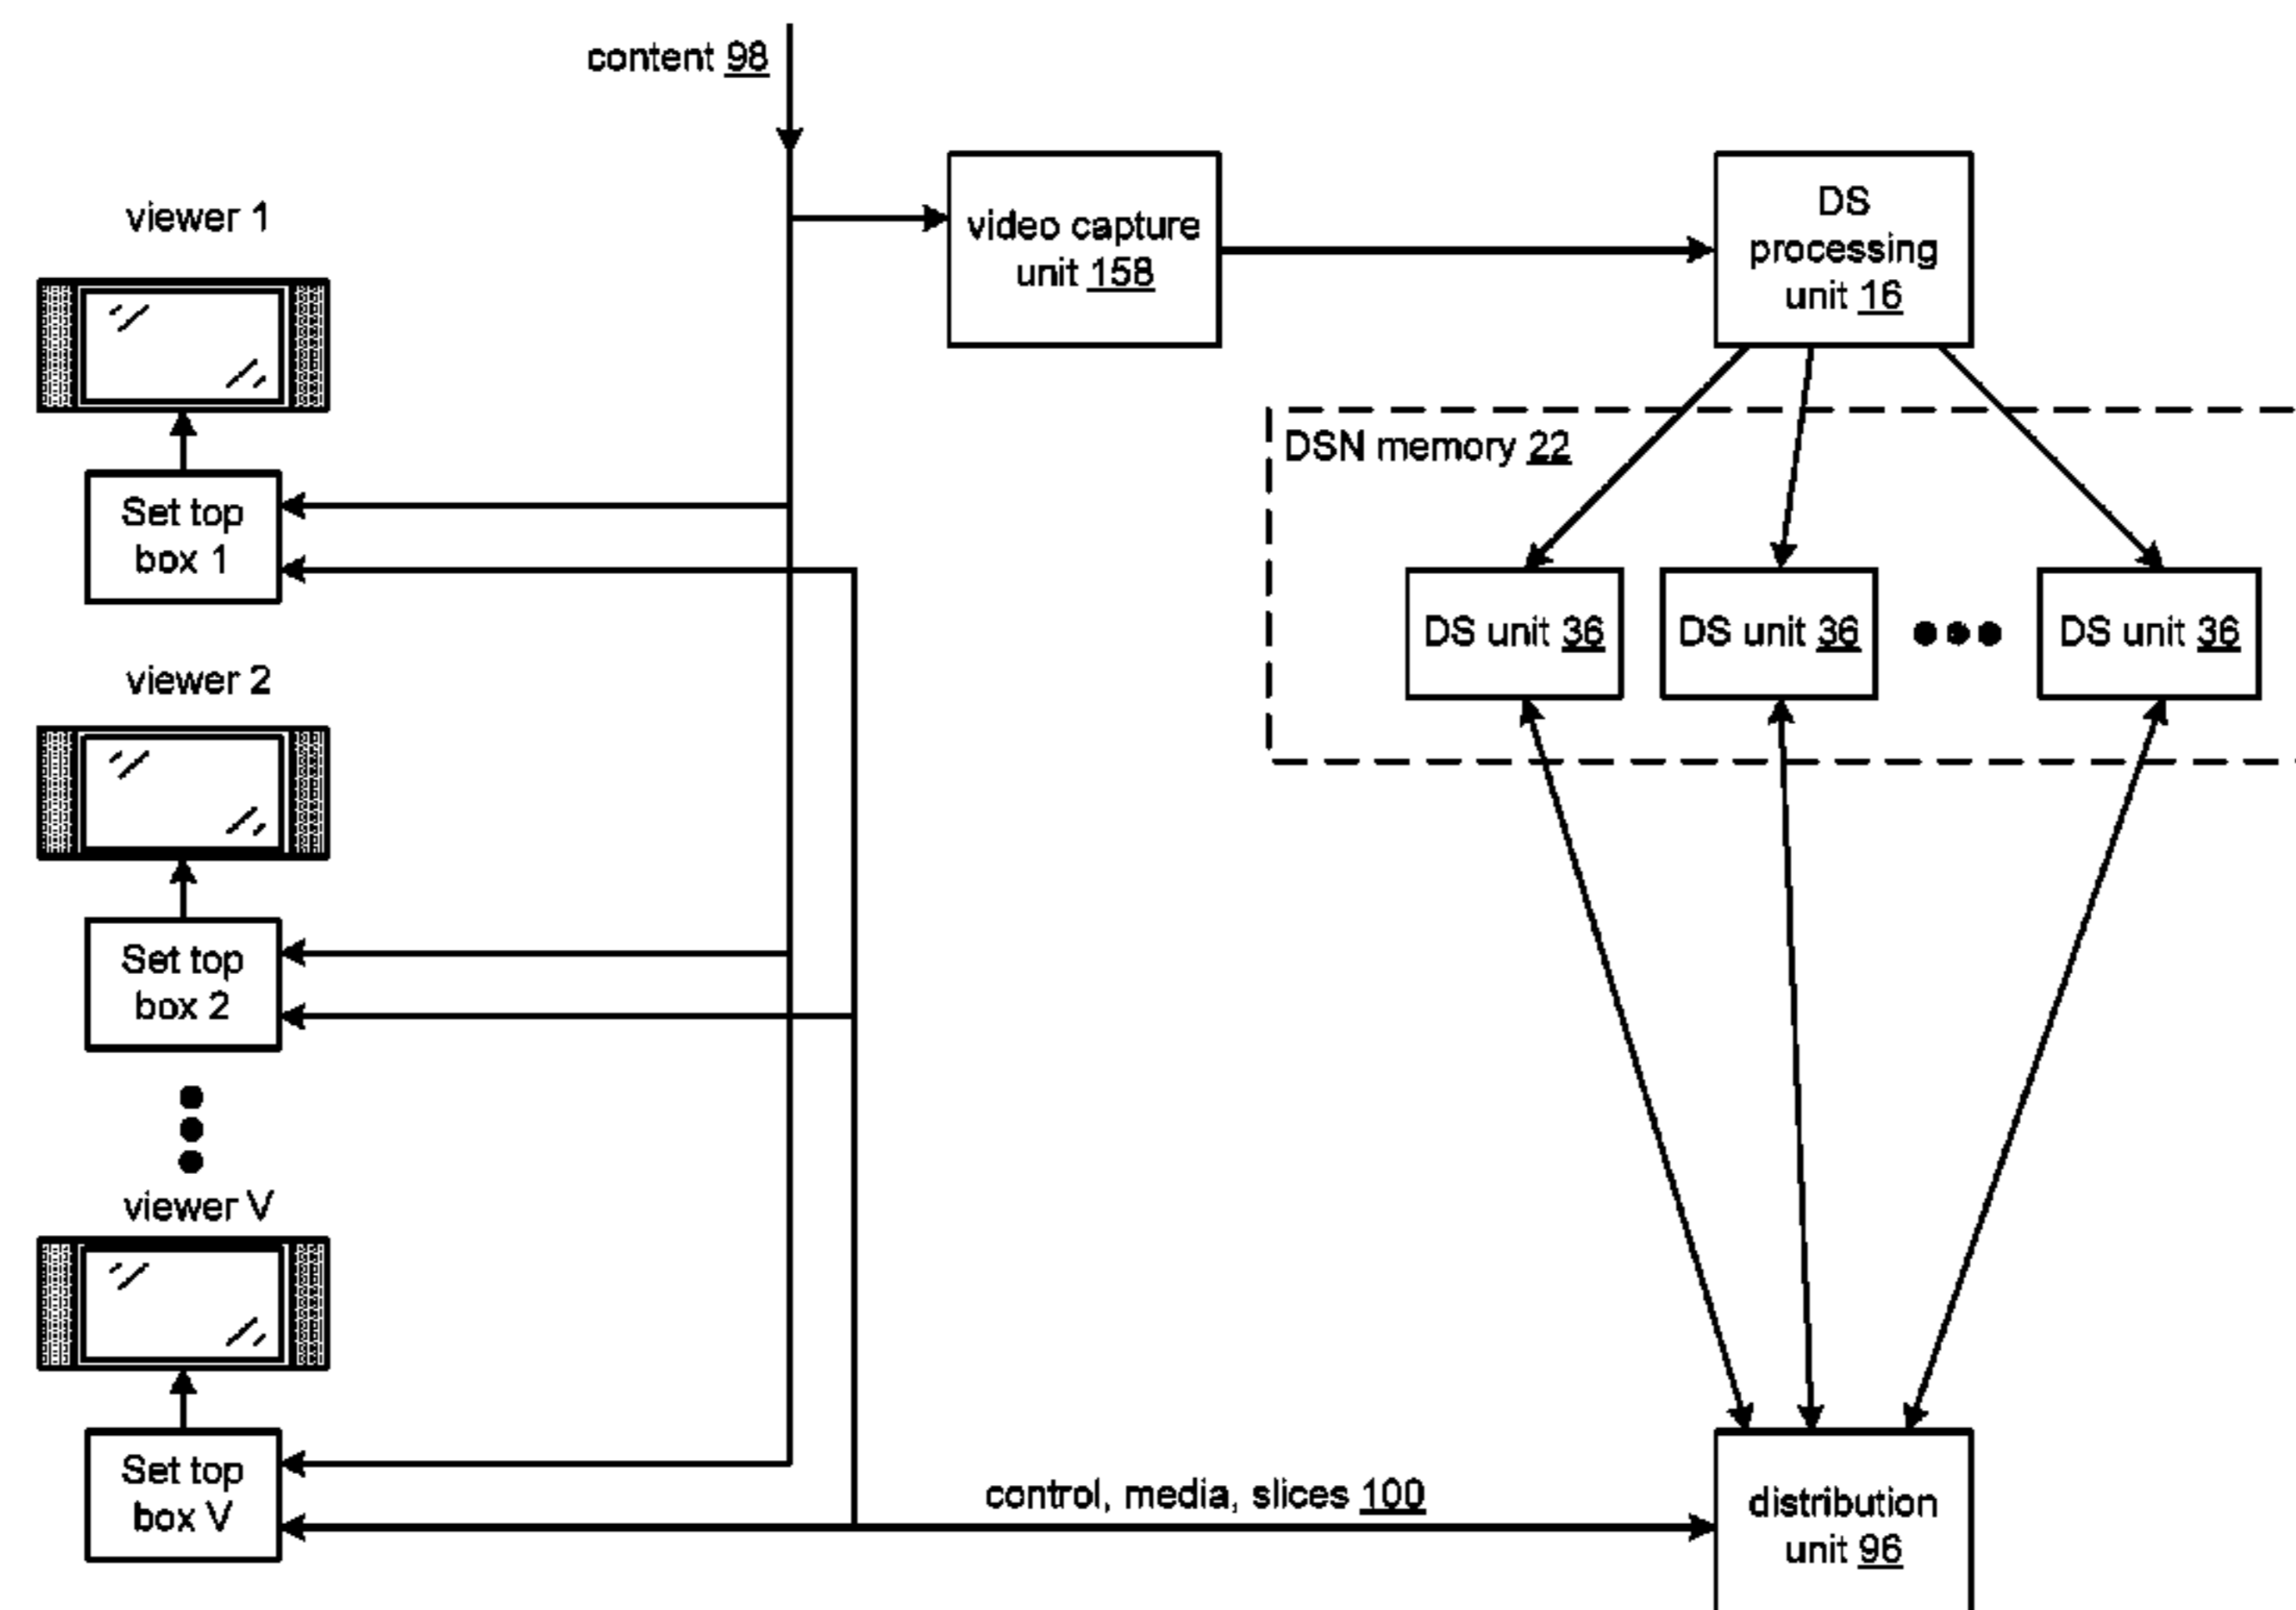 content 98
viewer 1
video capture
unit 158
DS
processing
unit 16
DSN memory 22
Set top
box 1
DS unit 36
DS unit 36
DS unit 36
viewer 2
Set top
box 2
viewer V
Set top
box V
control, media, slices 100
distribution
unit 96